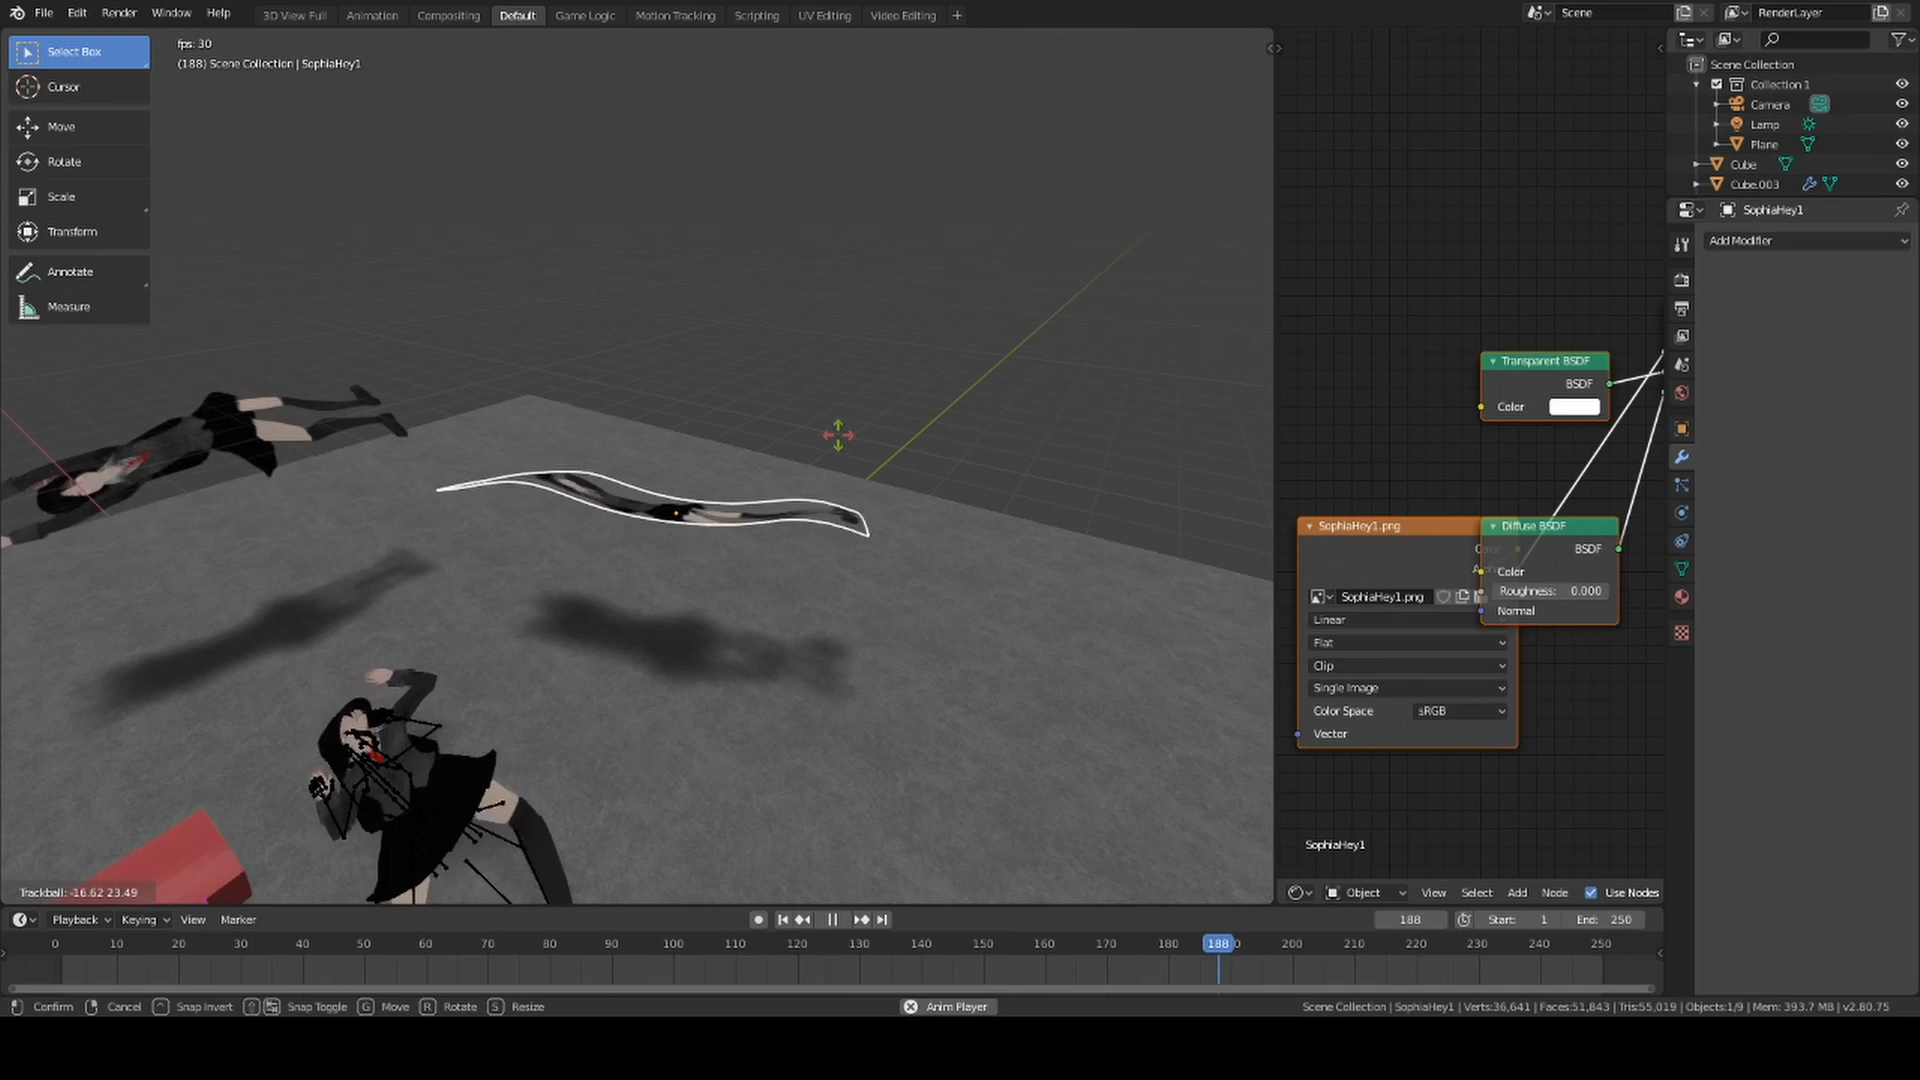 File Edit Render Window Help 3D View Full Animation Compositing Default Game Logic Motion Tracking Scripting UV Editing Video Editing + Scene RenderLayer
Select Box
Cursor
Move
Rotate
Scale
Transform
Annotate
Measure
fps: 30
(188) Scene Collection | SophiaHey1
Trackball: -16.62 23.49
Transparent BSDF
BSDF
Color
SophiaHey1.png
Color
SophiaHey1.png
Linear
Flat
Clip
Single Image
Color Space sRGB
Vector
Diffuse BSDF
BSDF
Color
Roughness: 0.000
Normal
SophiaHey1
Object View Select Add Node Use Nodes
Scene Collection
Collection 1
Camera
Lamp
Plane
Cube
Cube.003
SophiaHey1
Add Modifier
Playback Keying View Marker 188 Start: 1 End: 250
0 10 20 30 40 50 60 70 80 90 100 110 120 130 140 150 160 170 180 188 200 210 220 230 240 250
Confirm Cancel Snap Invert Snap Toggle G Move R Rotate S Resize Anim Player Scene Collection | SophiaHey1 | Verts:36,641 | Faces:51,843 | Tris:55,019 | Objects:1/9 | Mem: 393.7 MB | v2.80.75